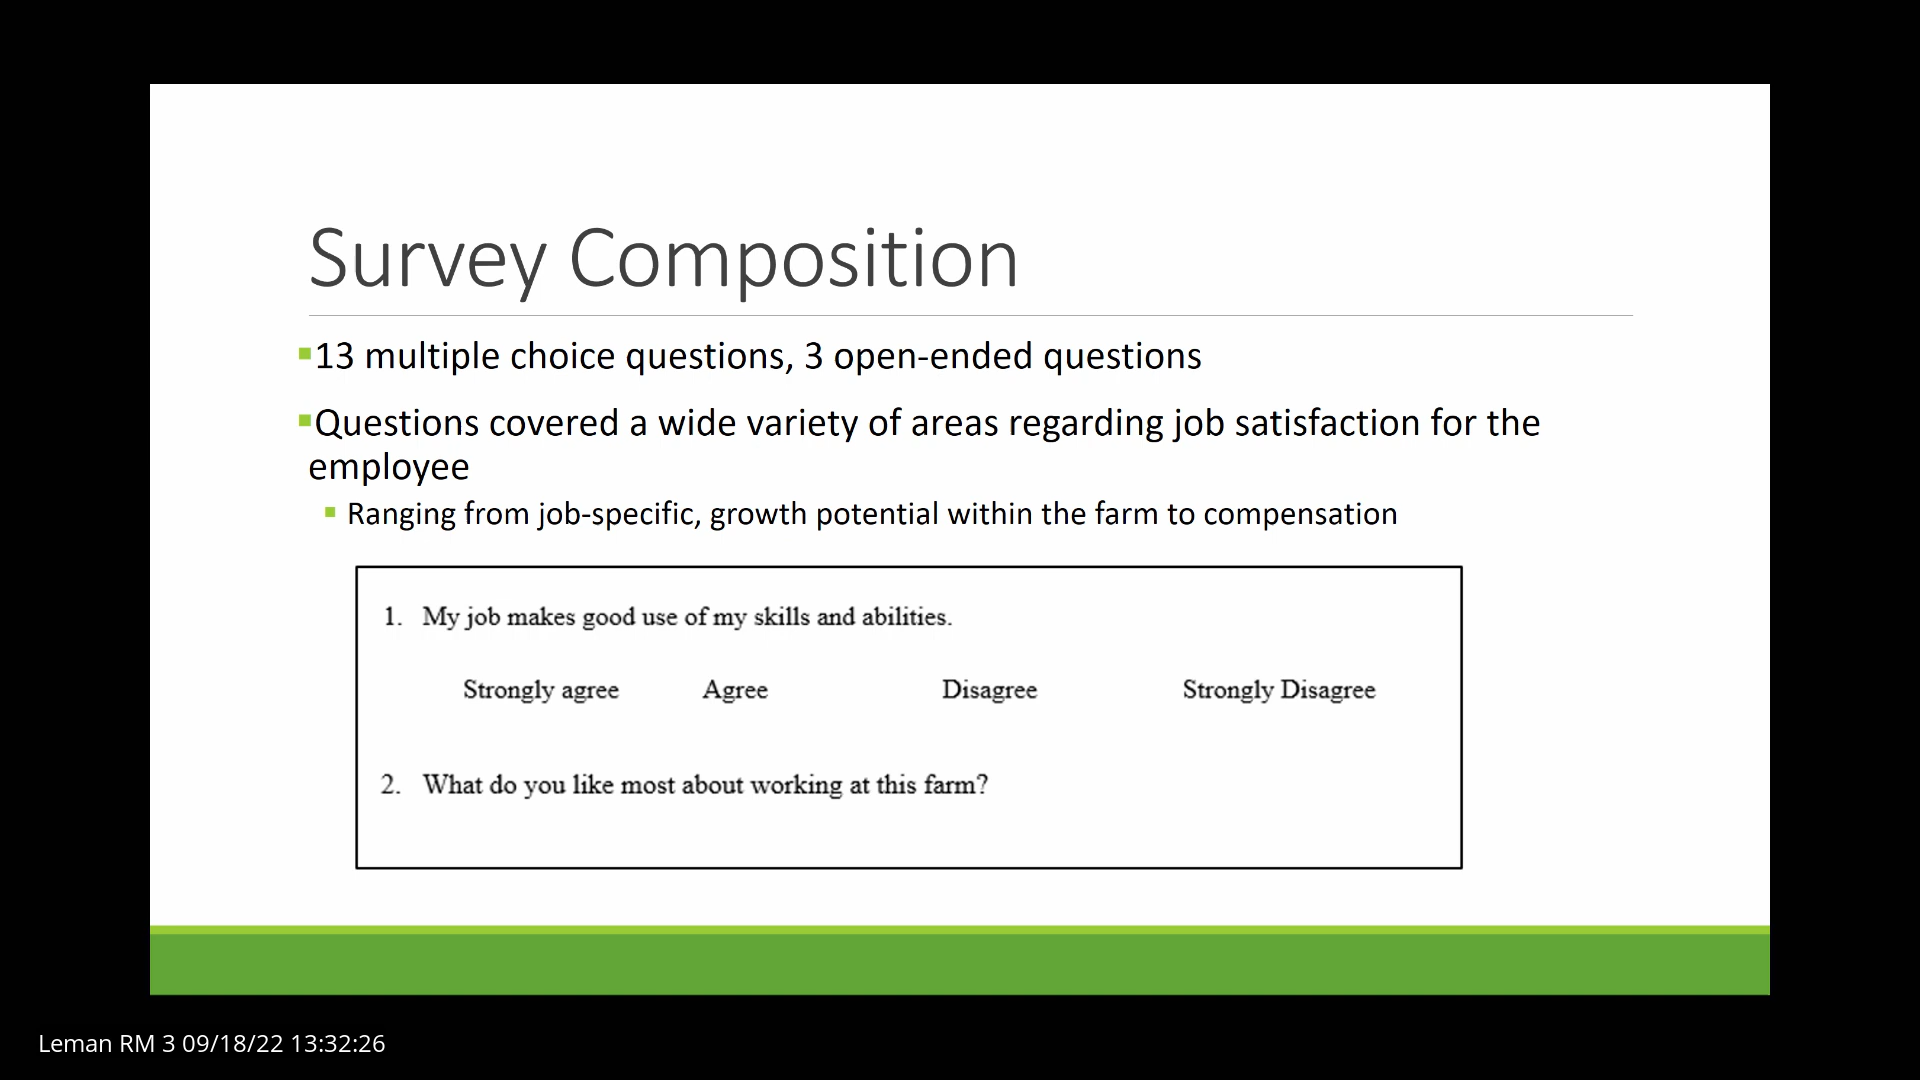 Survey Composition
13 multiple choice questions, 3 open-ended questions
Questions covered a wide variety of areas regarding job satisfaction for the
employee
Ranging from job-specific, growth potential within the farm to compensation
1. My job makes good use of my skills and abilities.
Strongly agree Agree Disagree Strongly Disagree
2. What do you like most about working at this farm?
Leman RM 3 09/18/22 13:32:26